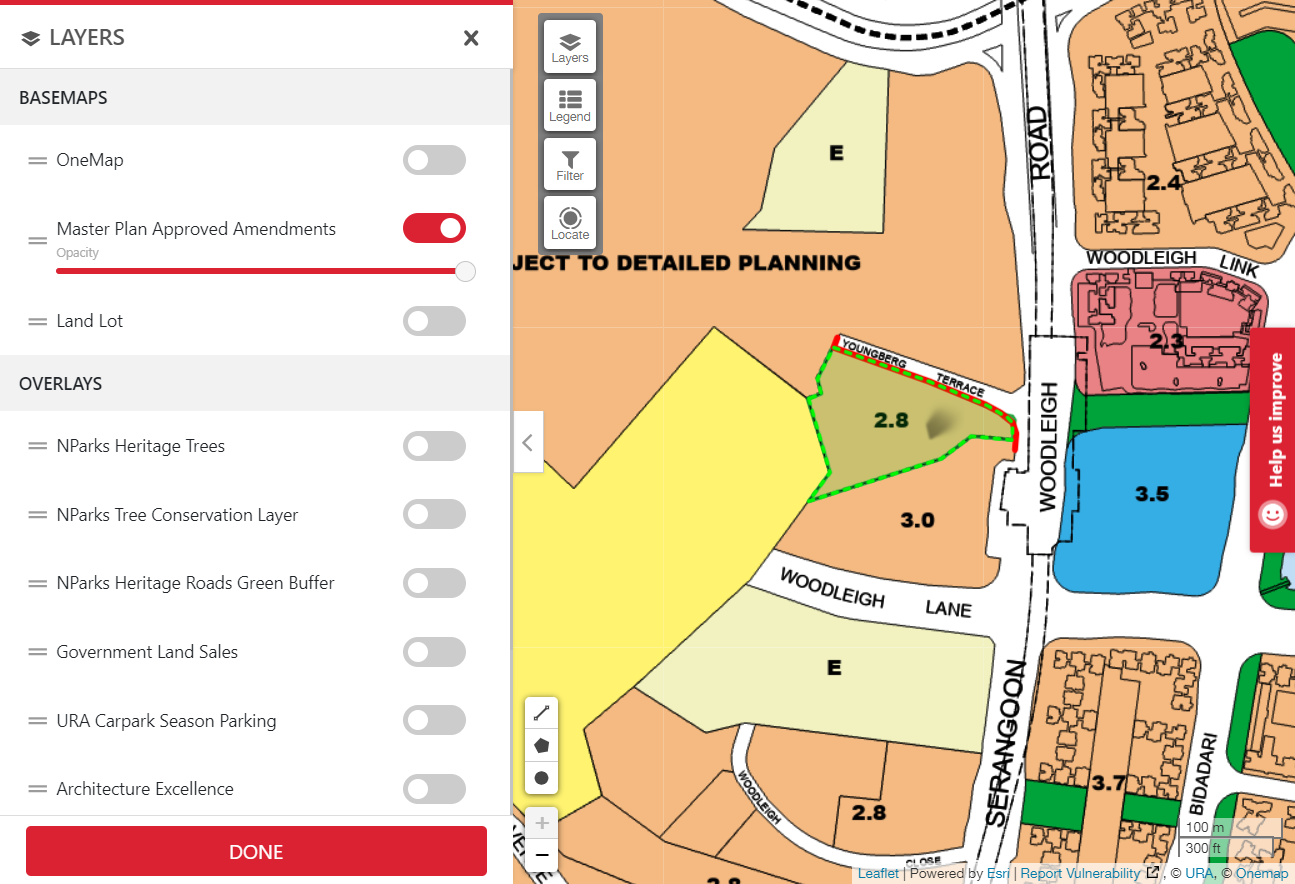 LAYERS
BASEMAPS
OneMap
Master Plan Approved Amendments
Opacity
Land Lot
OVERLAYS
NParks Heritage Trees
NParks Tree Conservation Layer
NParks Heritage Roads Green Buffer
Government Land Sales
URA Carpark Season Parking
Architecture Excellence
DONE
Layers
Legend
Filter
Locate
E
ROAD
2.4
JECT TO DETAILED PLANNING
WOODLEIGH LINK
2.3
YOUNGBERG TERRACE
2.8
WOODLEIGH
3.5
3.0
Help us improve
WOODLEIGH LANE
E
SERANGOON
WOODLEIGH
CLOSE
2.8
3.7
BIDADARI
2.8
100 m
300 ft
Leaflet | Powered by Esri | Report Vulnerability , © URA, © Onemap